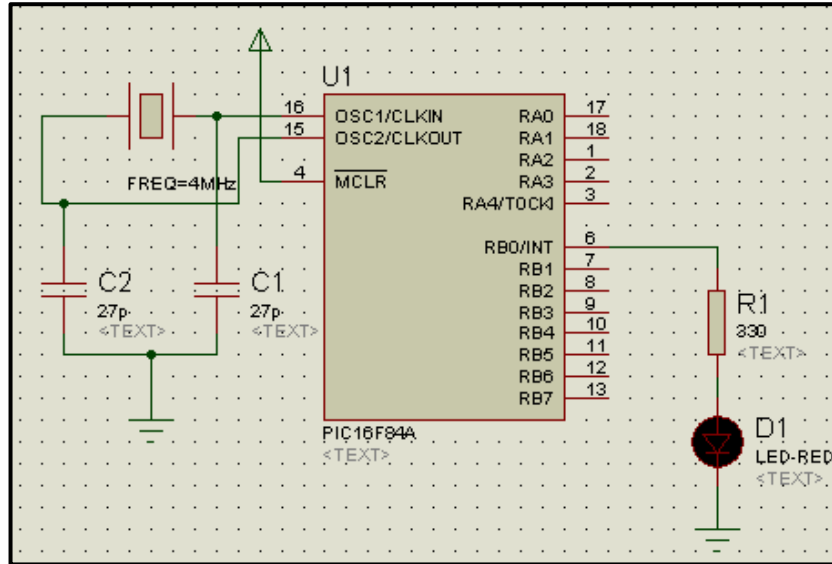 U1
16
OSC1/CLKIN
RA0
17
15
OSC2/CLKOUT
RA1
18
RA2
1
4
MCLR
RA3
2
RA4/T0CKI
3
FREQ=4MHz
RB0/INT
6
RB1
7
RB2
8
RB3
9
RB4
10
RB5
11
RB6
12
RB7
13
C2
27p
<TEXT>
C1
27p
<TEXT>
R1
330
<TEXT>
PIC16F84A
<TEXT>
D1
LED-RED
<TEXT>